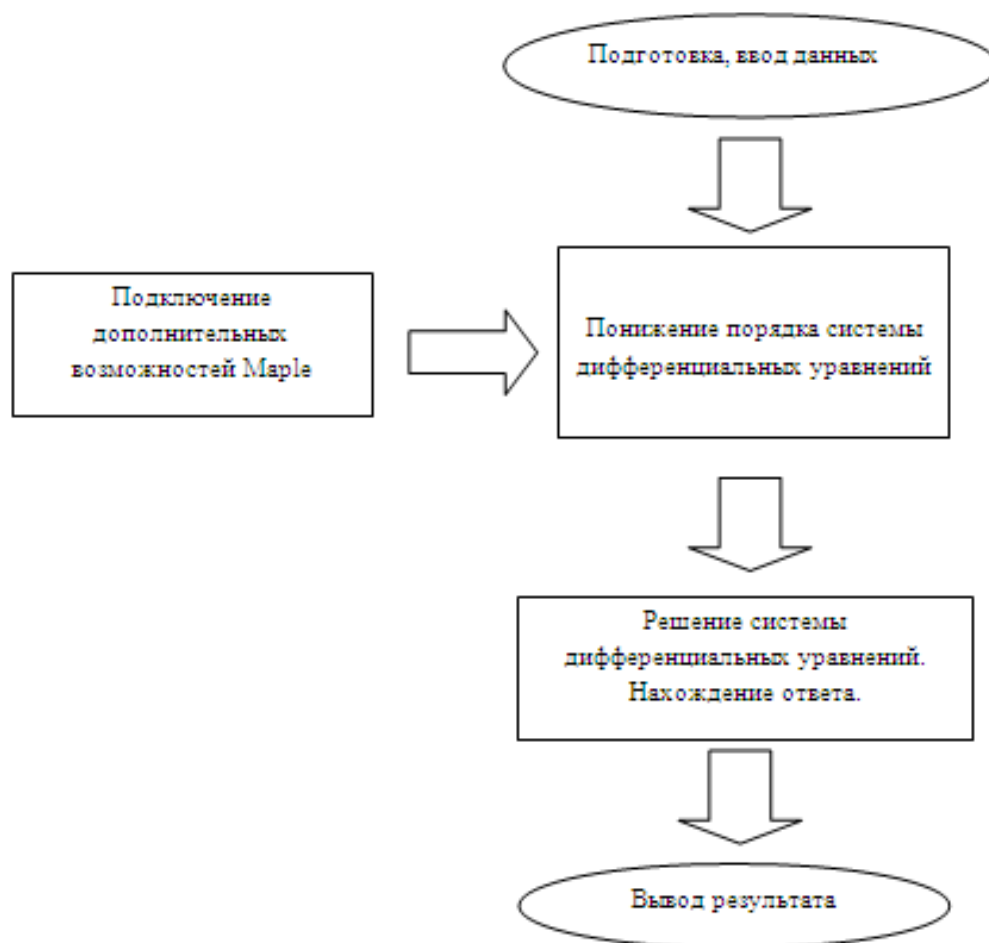 Подготовка, ввод данных
Подключение
дополнительных
возможностей Maple
Понижение порядка системы
дифференциальных уравнений
Решение системы
дифференциальных уравнений.
Нахождение ответа.
Вывод результата